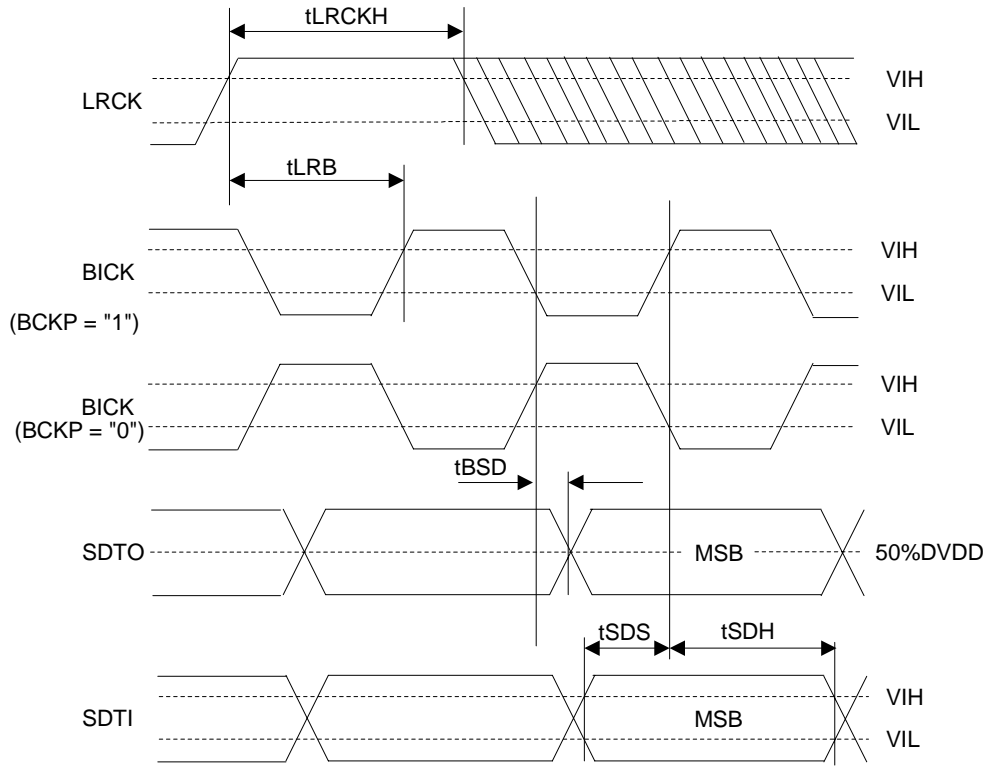 tLRCKH
LRCK
VIH
VIL
tLRB
BICK
VIH
VIL
(BCKP = "1")
BICK
(BCKP = "0")
VIH
VIL
tBSD
SDTO
MSB
50%DVDD
tSDS
tSDH
SDTI
MSB
VIH
VIL